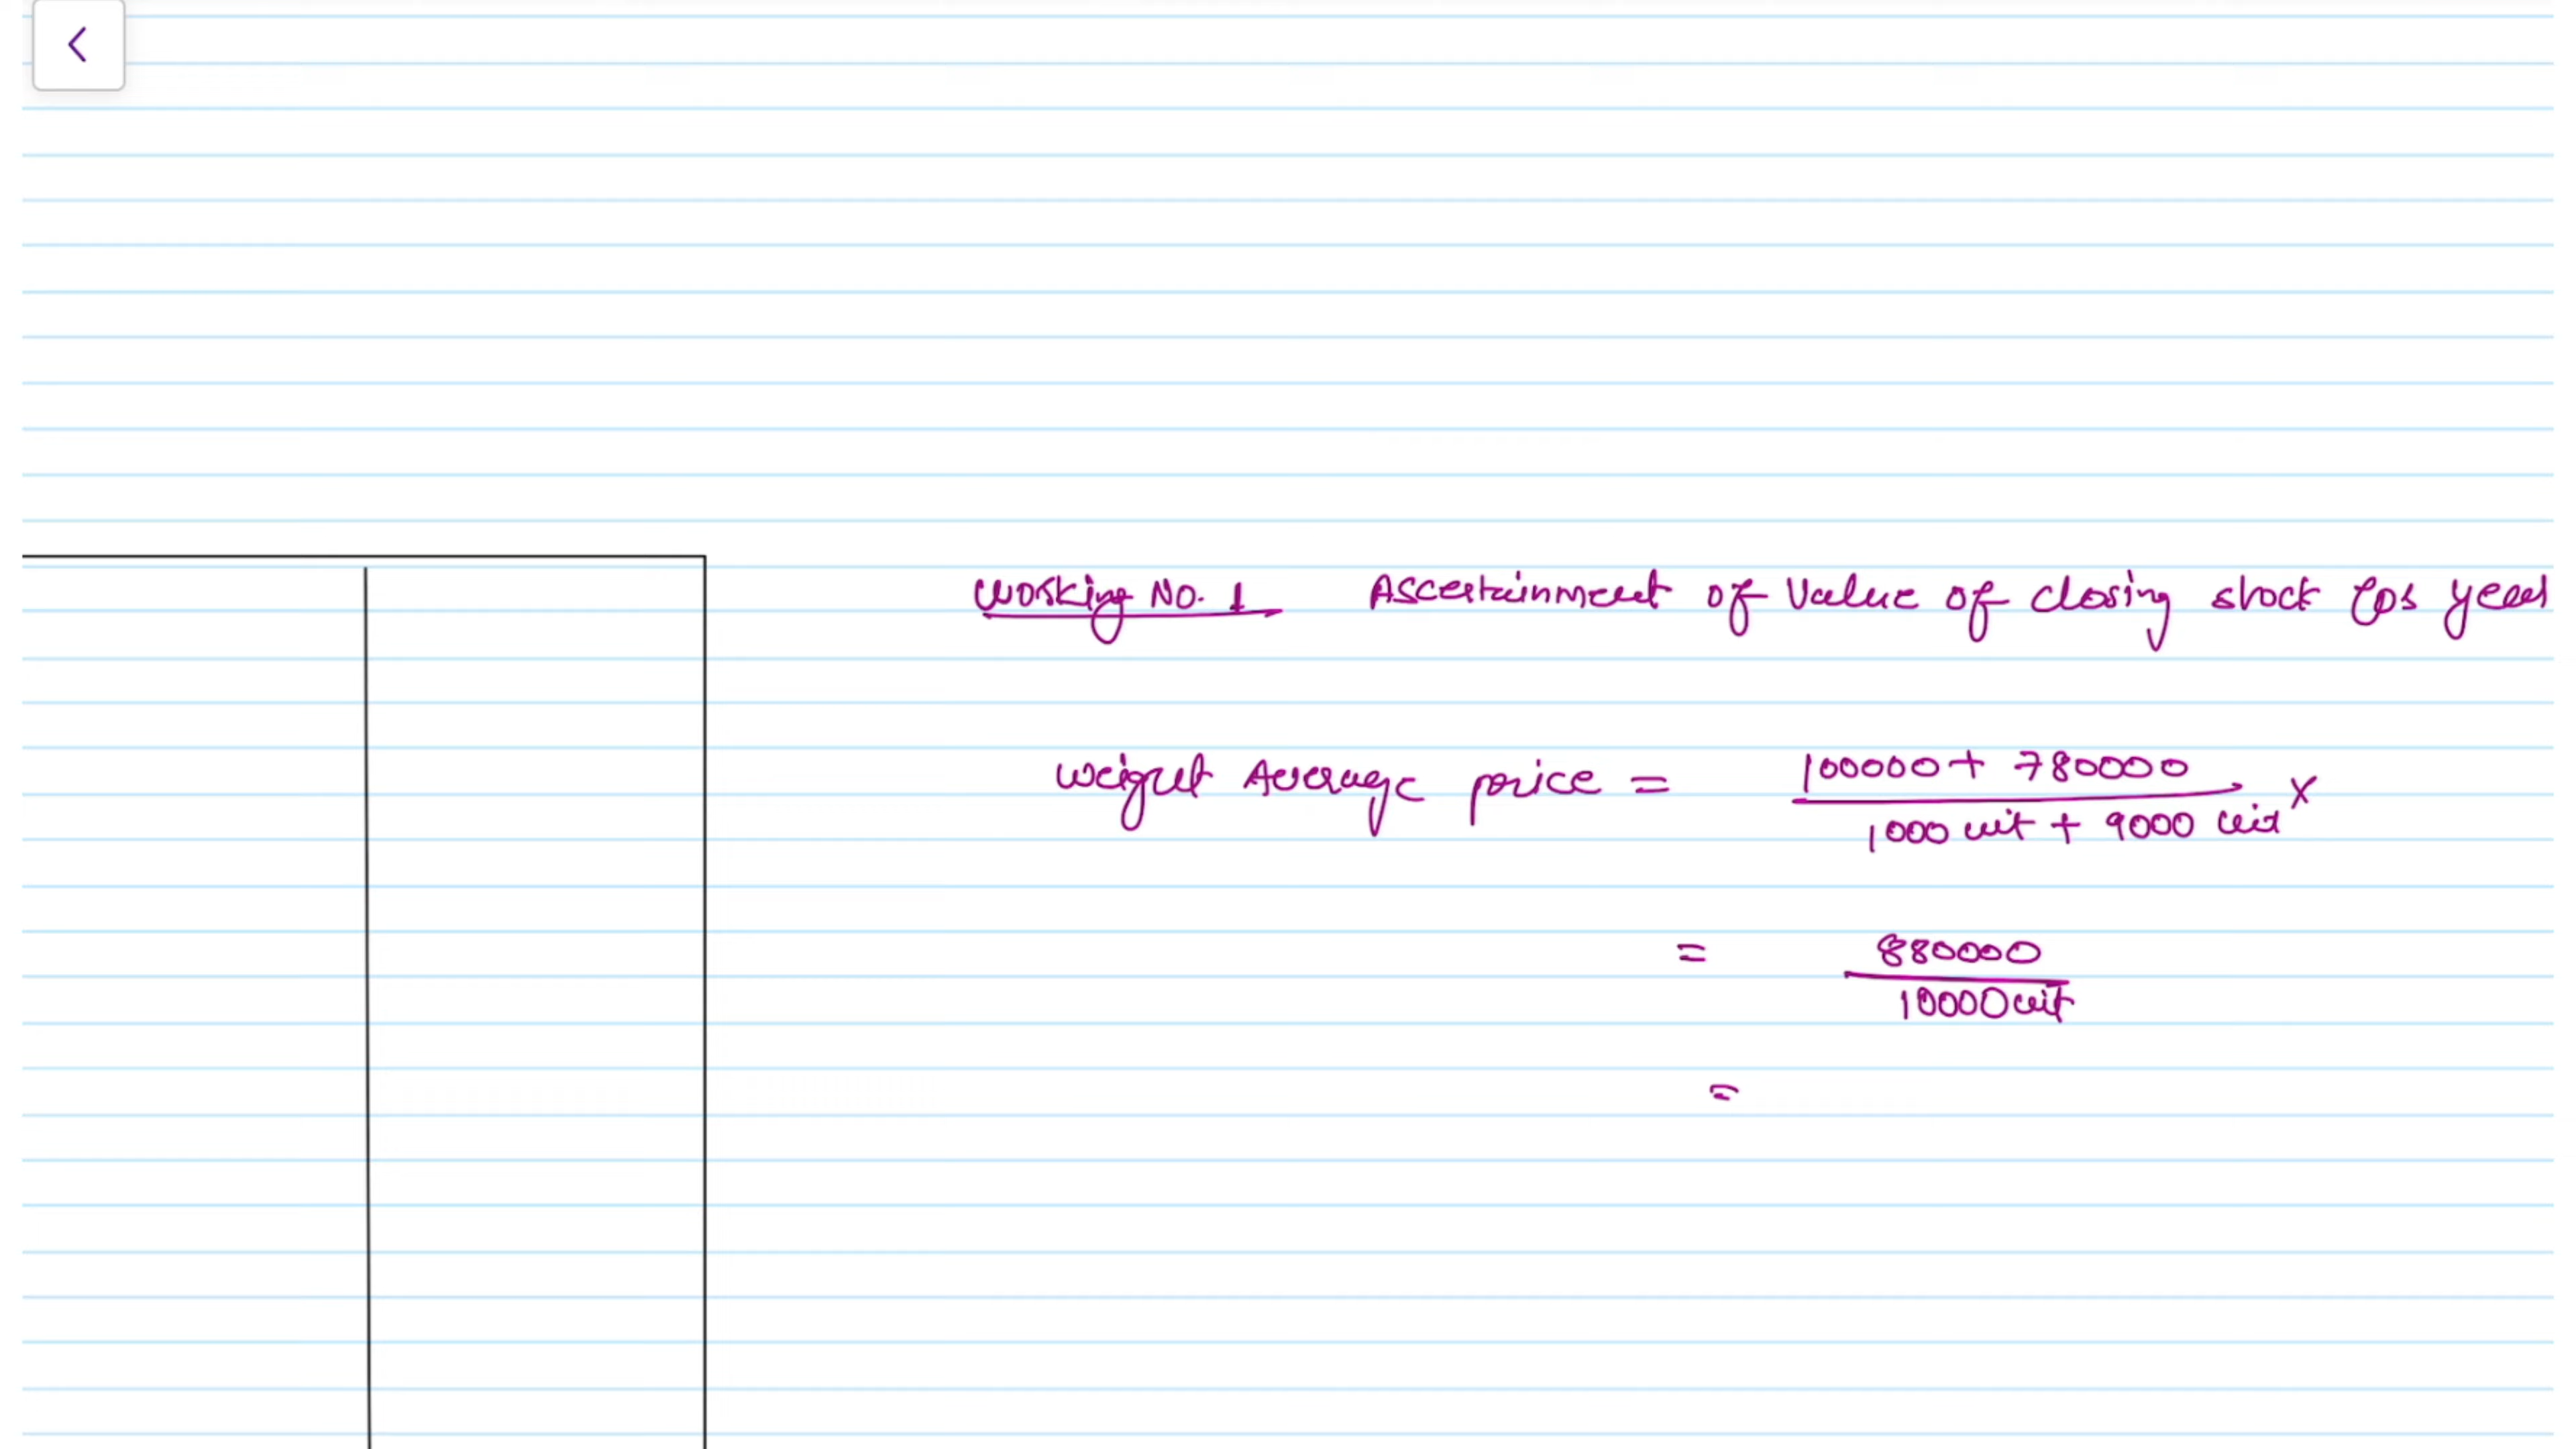 Working No. 1 Ascertainment of Value of closing stock for year
Weight Average price = 100000 + 780000 / 1000 unit + 9000 unit ×
= 880000 / 10000 unit
=